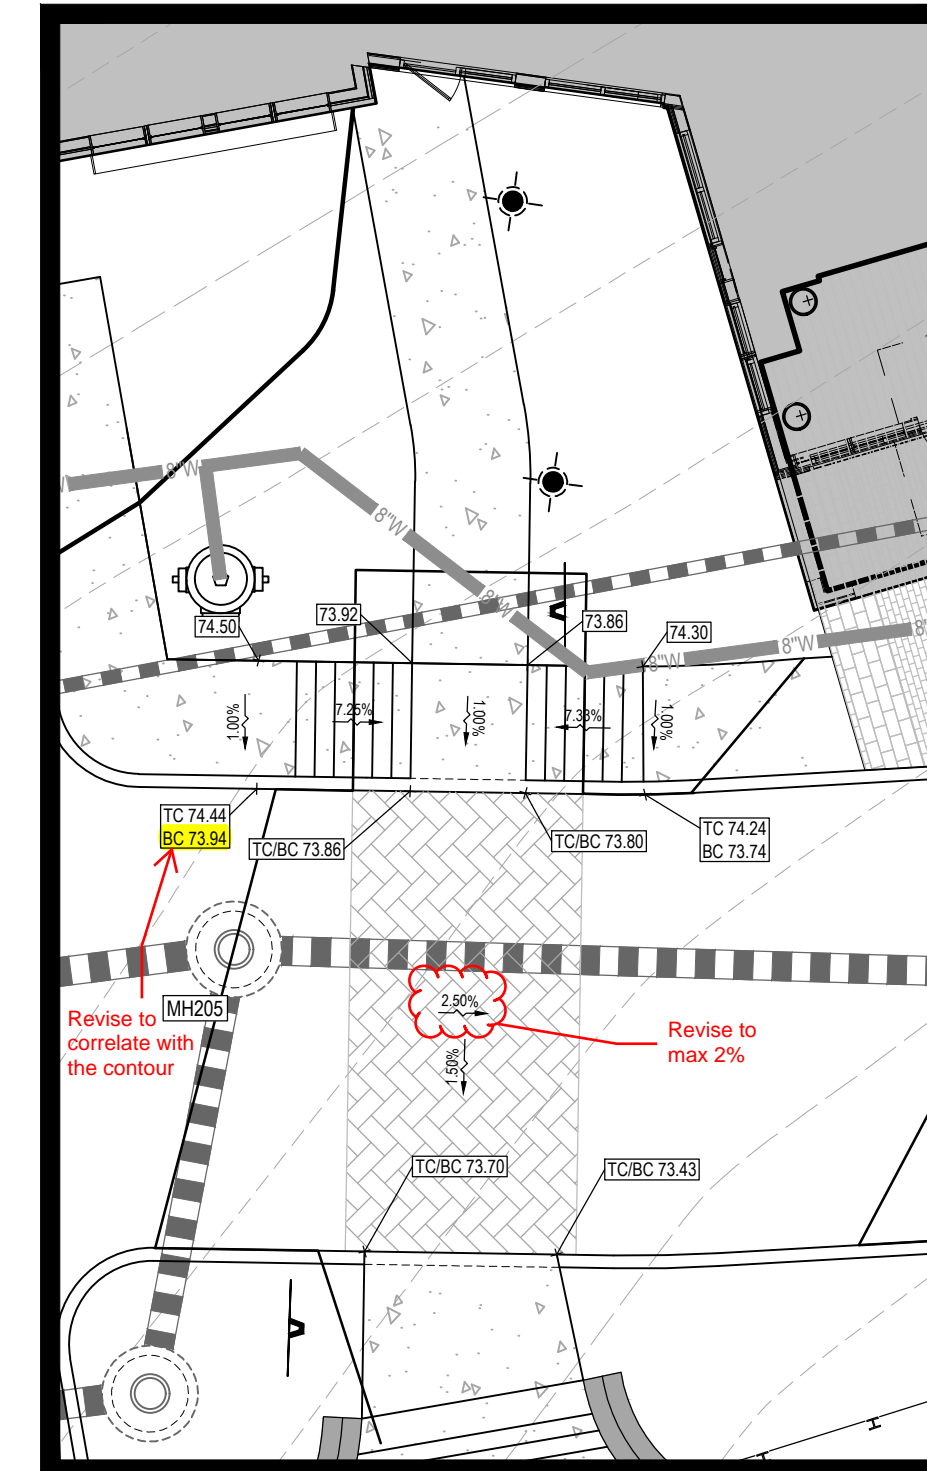 8"W
8"W
8"W
8"W
8"W
74.50
73.92
73.86
74.30
1.00%
7.25%
1.00%
7.33%
1.00%
TC 74.44
BC 73.94
TC/BC 73.86
TC/BC 73.80
TC 74.24
BC 73.74
MH205
Revise to
correlate with
the contour
2.50%
Revise to
max 2%
1.50%
TC/BC 73.70
TC/BC 73.43